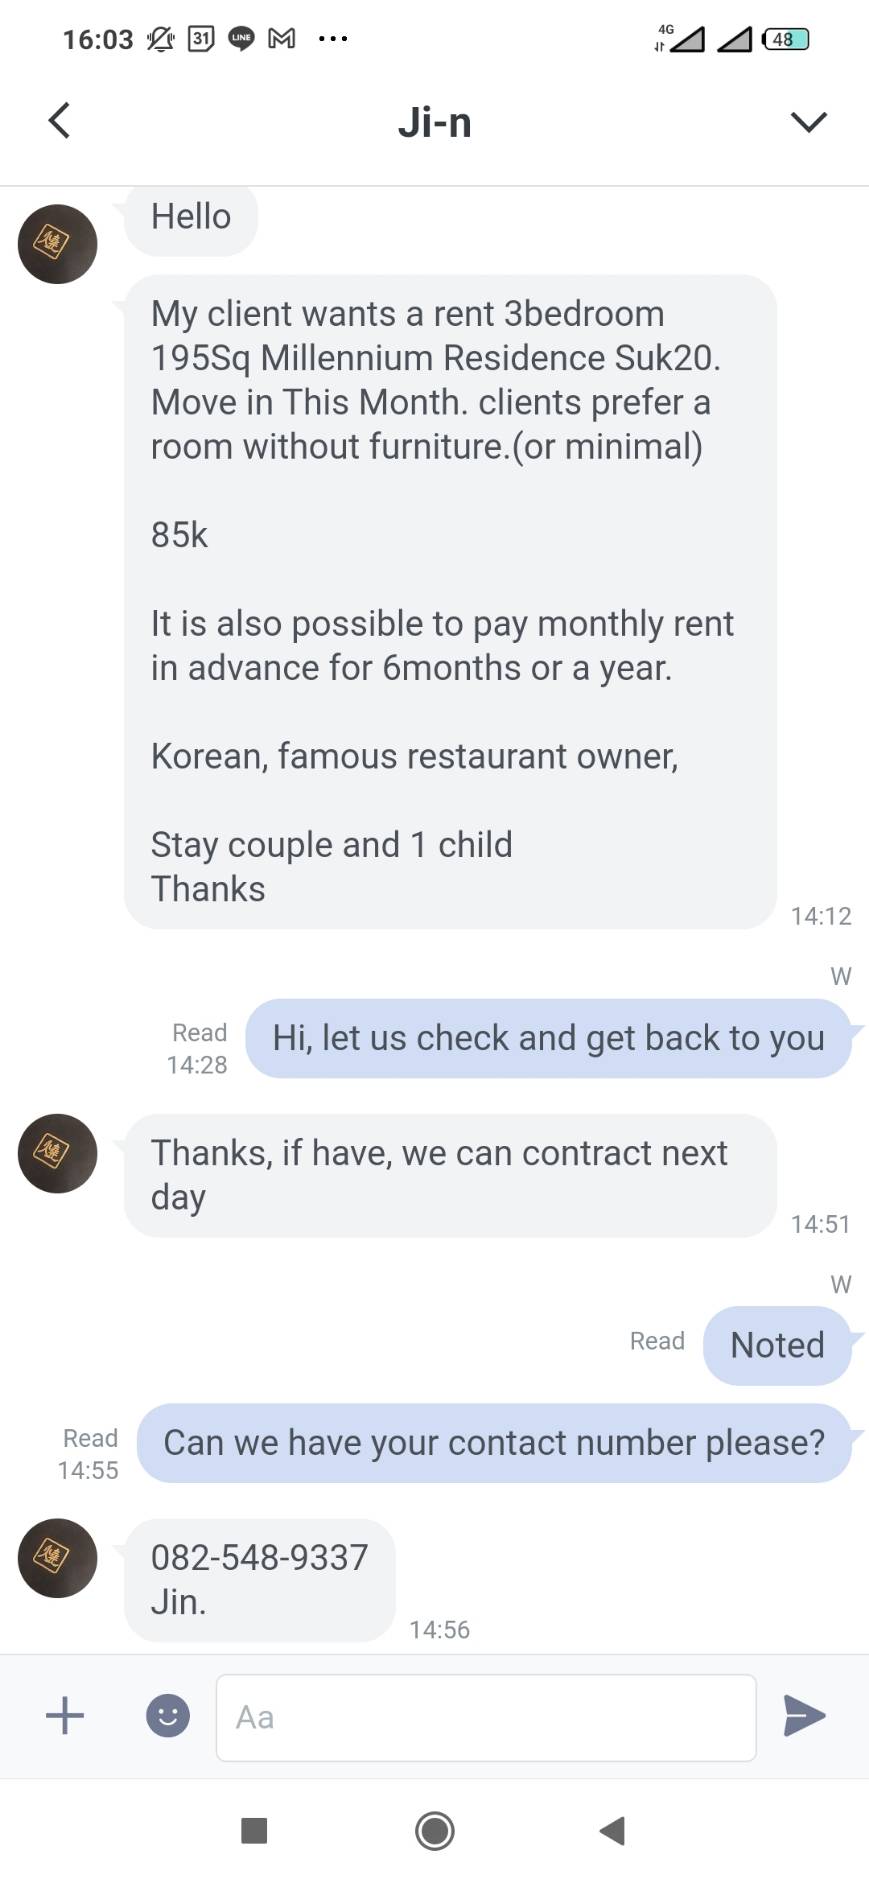 16:03
31
LINE
4G
48
Ji-n
Hello
My client wants a rent 3bedroom
195Sq Millennium Residence Suk20.
Move in This Month. clients prefer a
room without furniture.(or minimal)
85k
It is also possible to pay monthly rent
in advance for 6months or a year.
Korean, famous restaurant owner,
Stay couple and 1 child
Thanks
14:12
W
Read
14:28
Hi, let us check and get back to you
Thanks, if have, we can contract next
day
14:51
W
Read
Noted
Read
14:55
Can we have your contact number please?
082-548-9337
Jin.
14:56
Aa